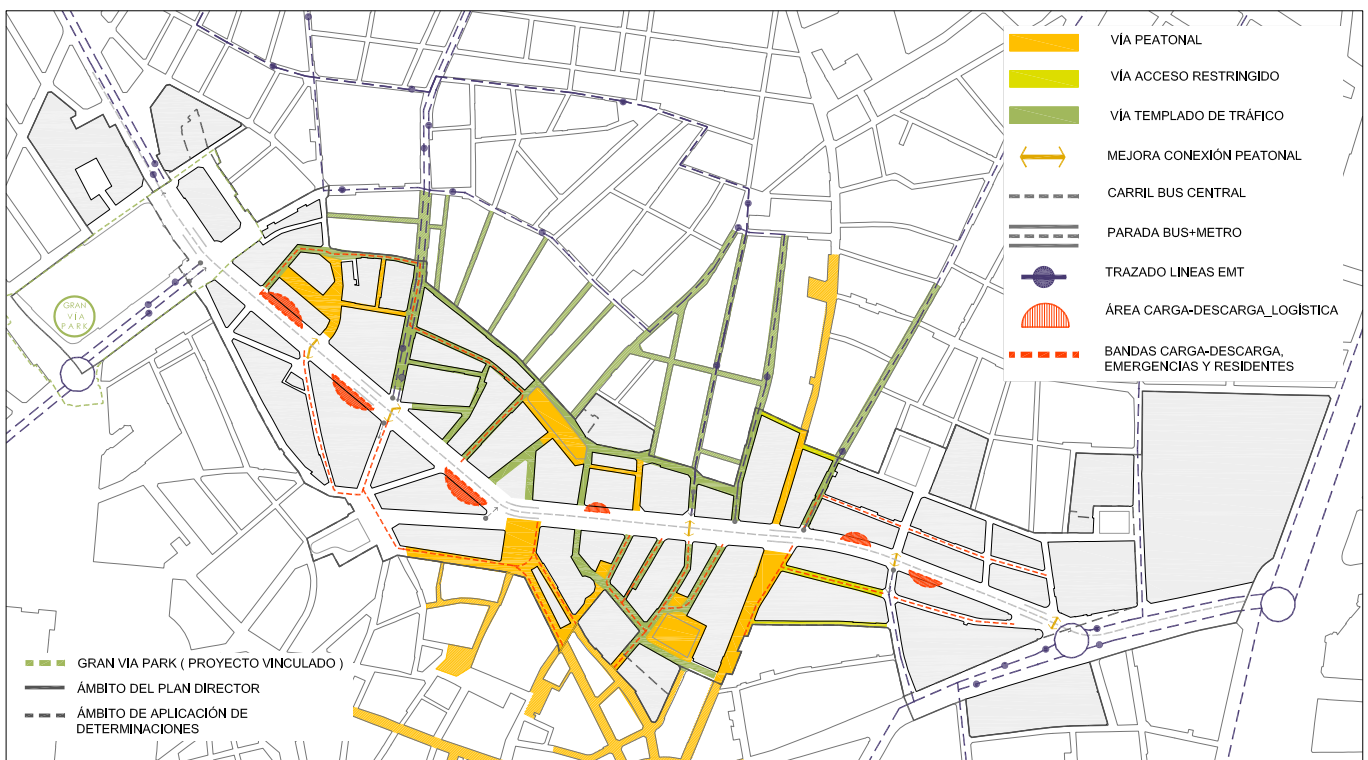 VÍA PEATONAL
VÍA ACCESO RESTRINGIDO
VÍA TEMPLADO DE TRÁFICO
MEJORA CONEXIÓN PEATONAL
CARRIL BUS CENTRAL
PARADA BUS+METRO
TRAZADO LINEAS EMT
ÁREA CARGA-DESCARGA_LOGÍSTICA
BANDAS CARGA-DESCARGA,
EMERGENCIAS Y RESIDENTES
GRAN
VÍA
PARK
GRAN VIA PARK ( PROYECTO VINCULADO )
ÁMBITO DEL PLAN DIRECTOR
ÁMBITO DE APLICACIÓN DE
DETERMINACIONES